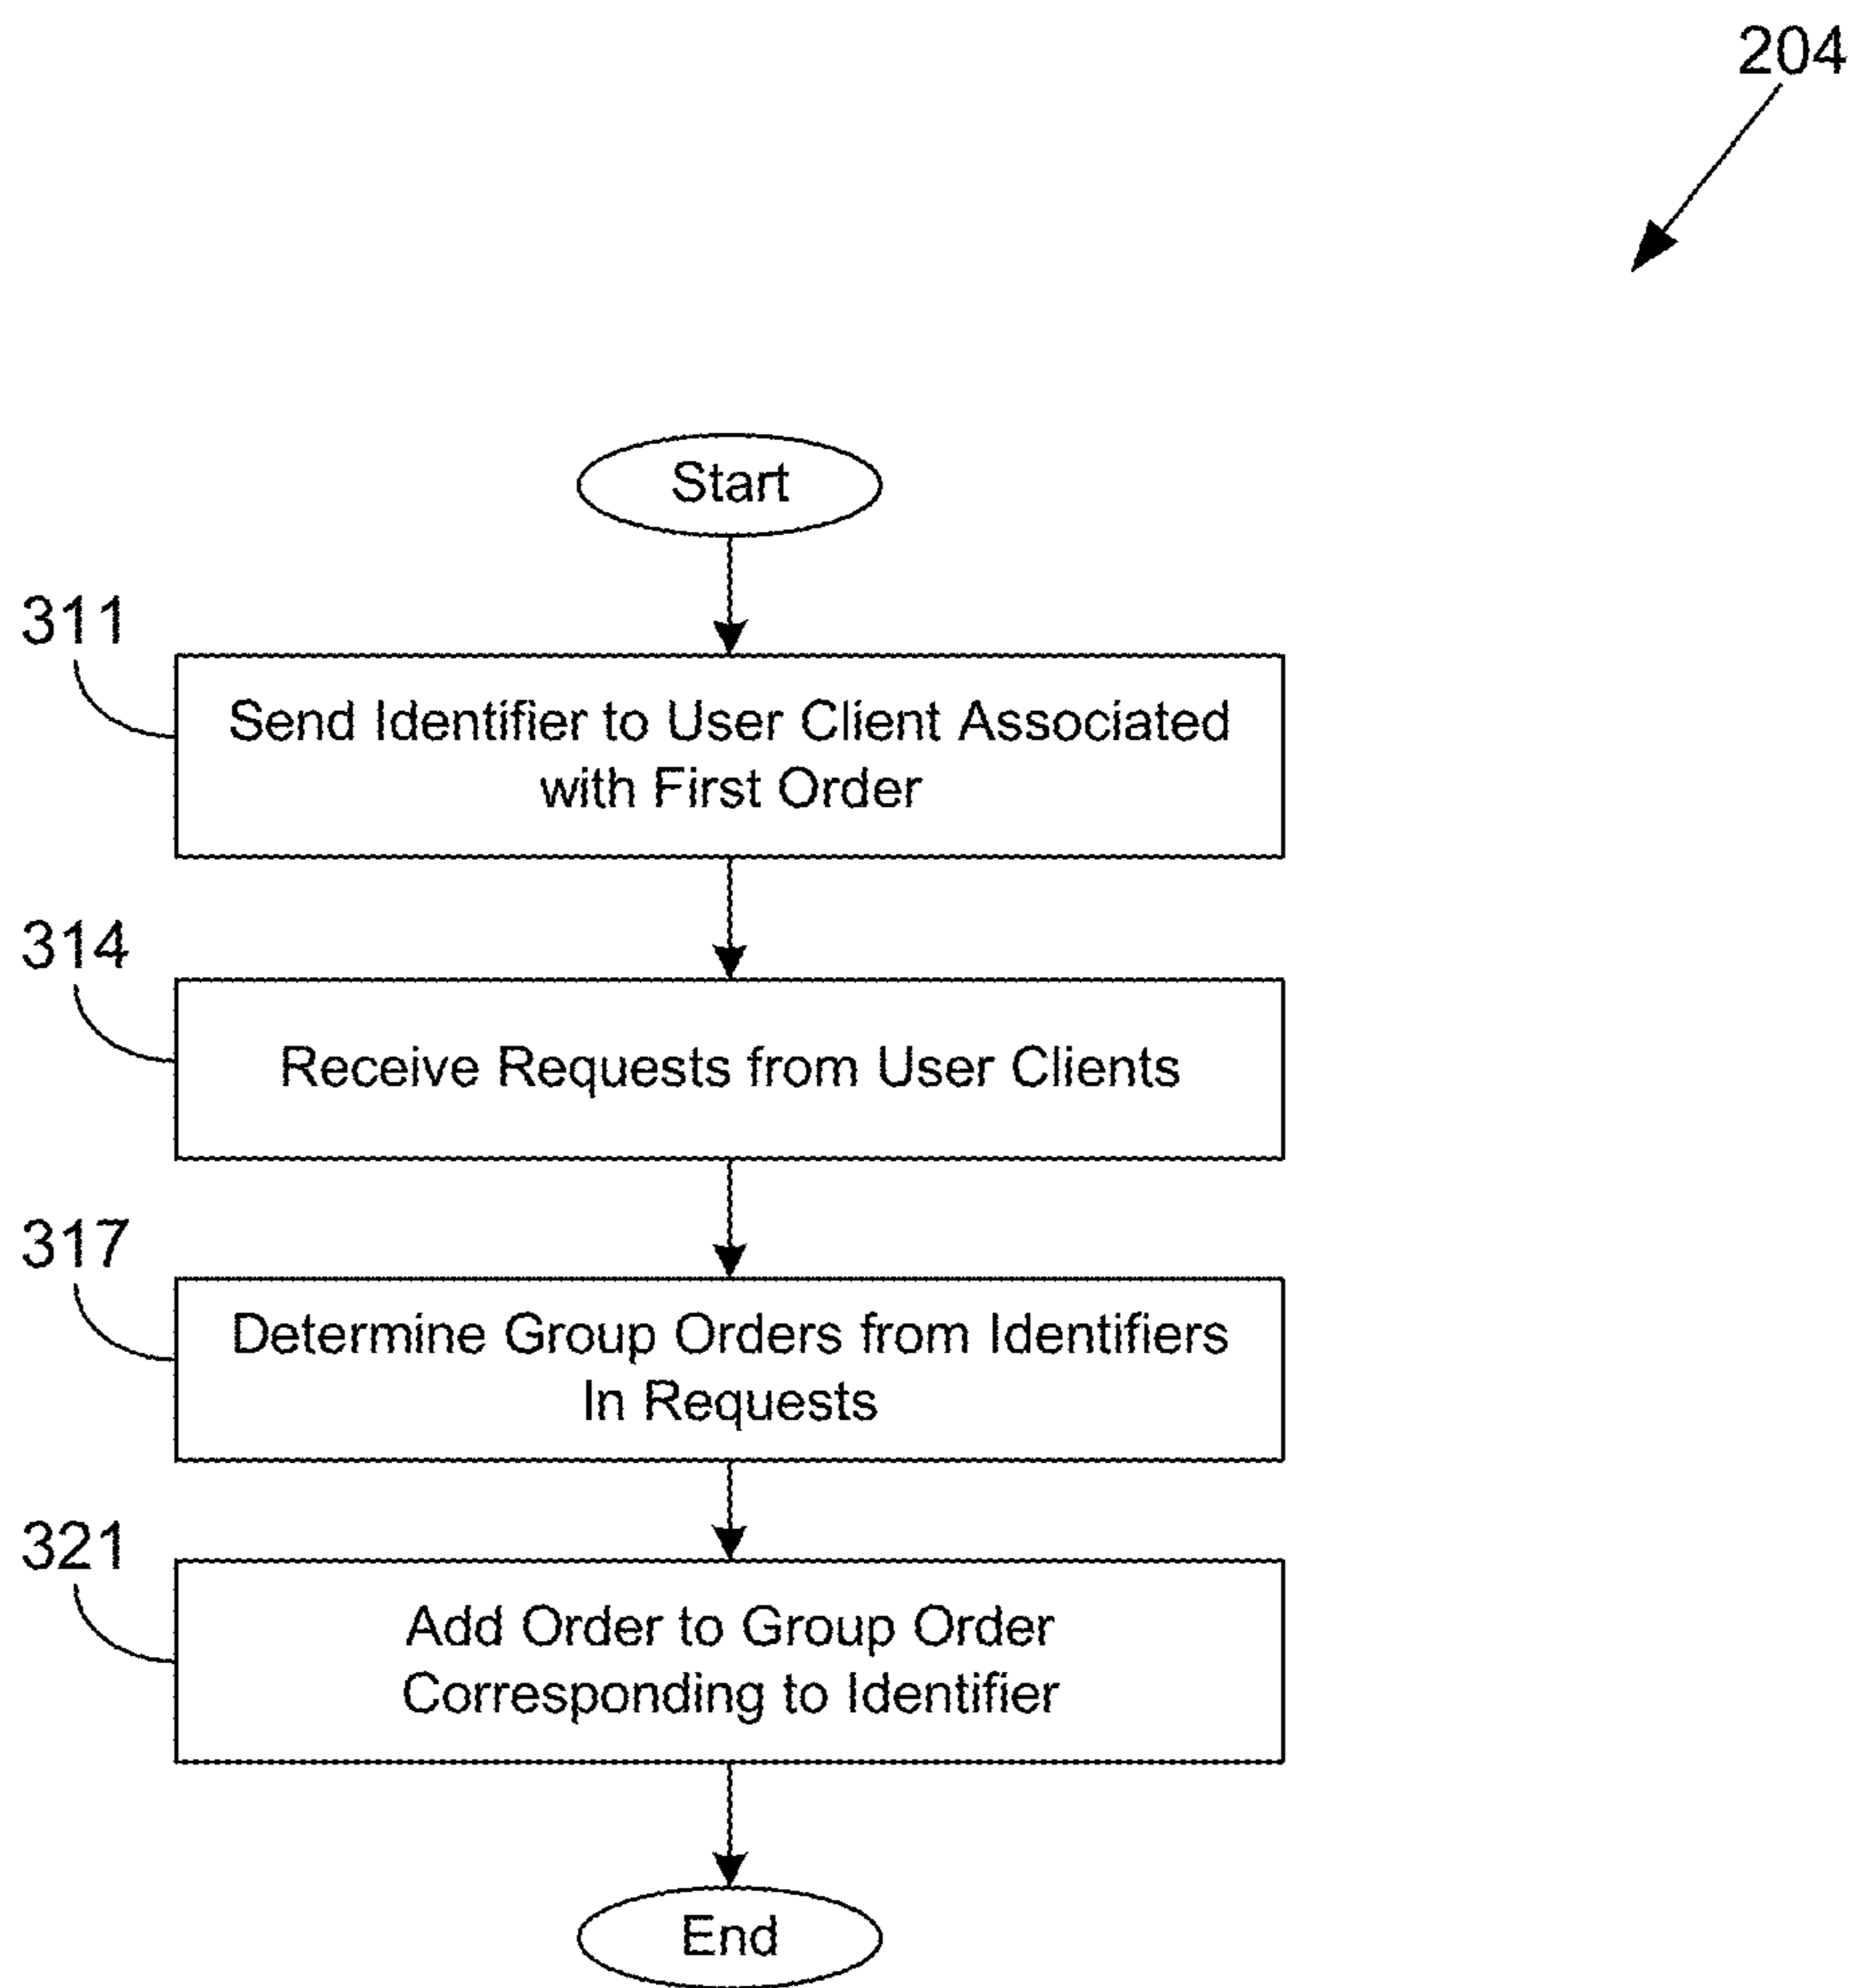 204
Start
311
Send Identifier to User Client Associated
with First Order
314
Receive Requests from User Clients
317
Determine Group Orders from Identifiers
In Requests
321
Add Order to Group Order
Corresponding to Identifier
End